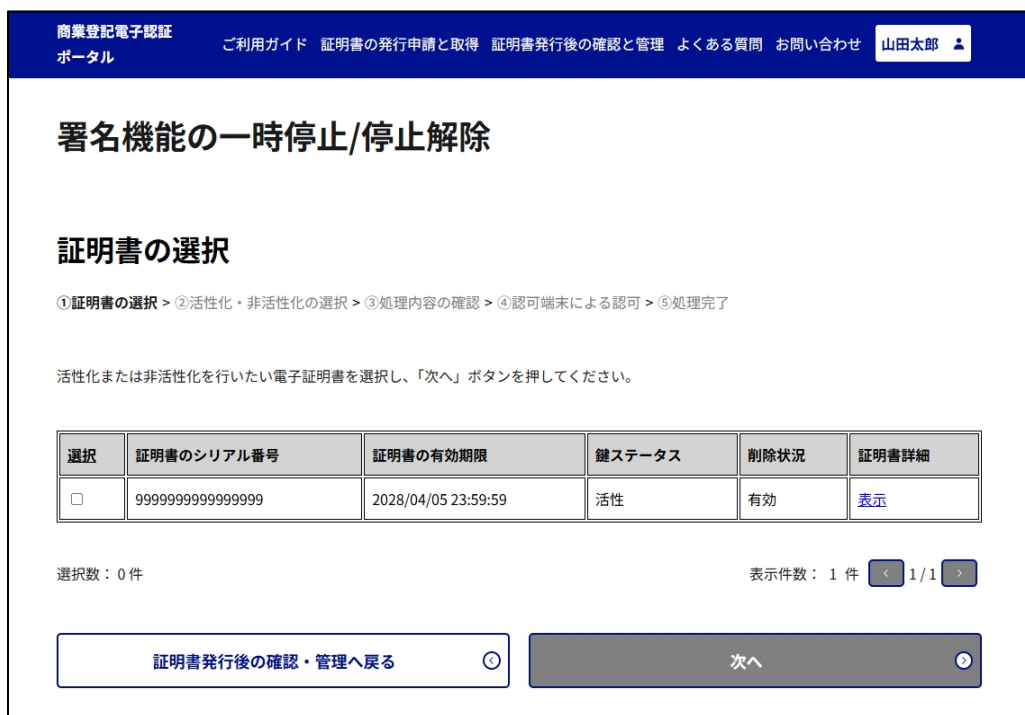 商業登記電子認証
ポータル
ご利用ガイド 証明書の発行申請と取得 証明書発行後の確認と管理 よくある質問 お問い合わせ 山田太郎
署名機能の一時停止/停止解除
証明書の選択
①証明書の選択 > ②活性化・非活性化の選択 > ③処理内容の確認 > ④認可端末による認可 > ⑤処理完了
活性化または非活性化を行いたい電子証明書を選択し、「次へ」ボタンを押してください。
選択 証明書のシリアル番号 証明書の有効期限 鍵ステータス 削除状況 証明書詳細
9999999999999999 2028/04/05 23:59:59 活性 有効 表示
選択数： 0 件 表示件数： 1 件 < 1 / 1 >
証明書発行後の確認・管理へ戻る 次へ